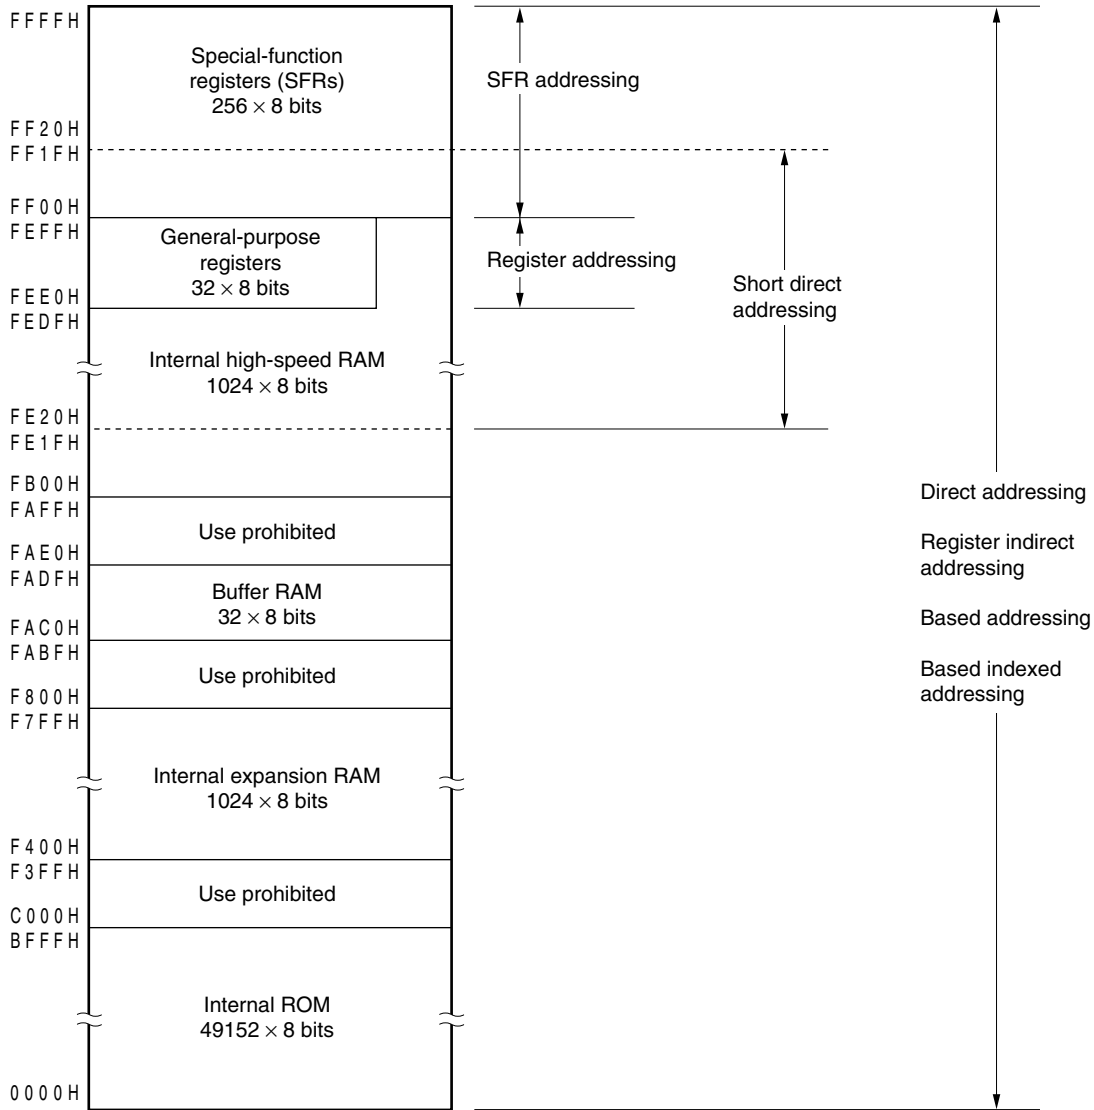 FFFFH
Special-function
registers (SFRs)
256 × 8 bits
SFR addressing
FF20H
FF1FH
FF00H
FEFFH
General-purpose
registers
32 × 8 bits
Register addressing
Short direct
addressing
FEE0H
FEDFH
Internal high-speed RAM
1024 × 8 bits
FE20H
FE1FH
FB00H
FAFFH
Use prohibited
FAE0H
FADFH
Buffer RAM
32 × 8 bits
FAC0H
FABFH
Use prohibited
F800H
F7FFH
Internal expansion RAM
1024 × 8 bits
F400H
F3FFH
Use prohibited
C000H
BFFFH
Internal ROM
49152 × 8 bits
0000H
Direct addressing
Register indirect
addressing
Based addressing
Based indexed
addressing